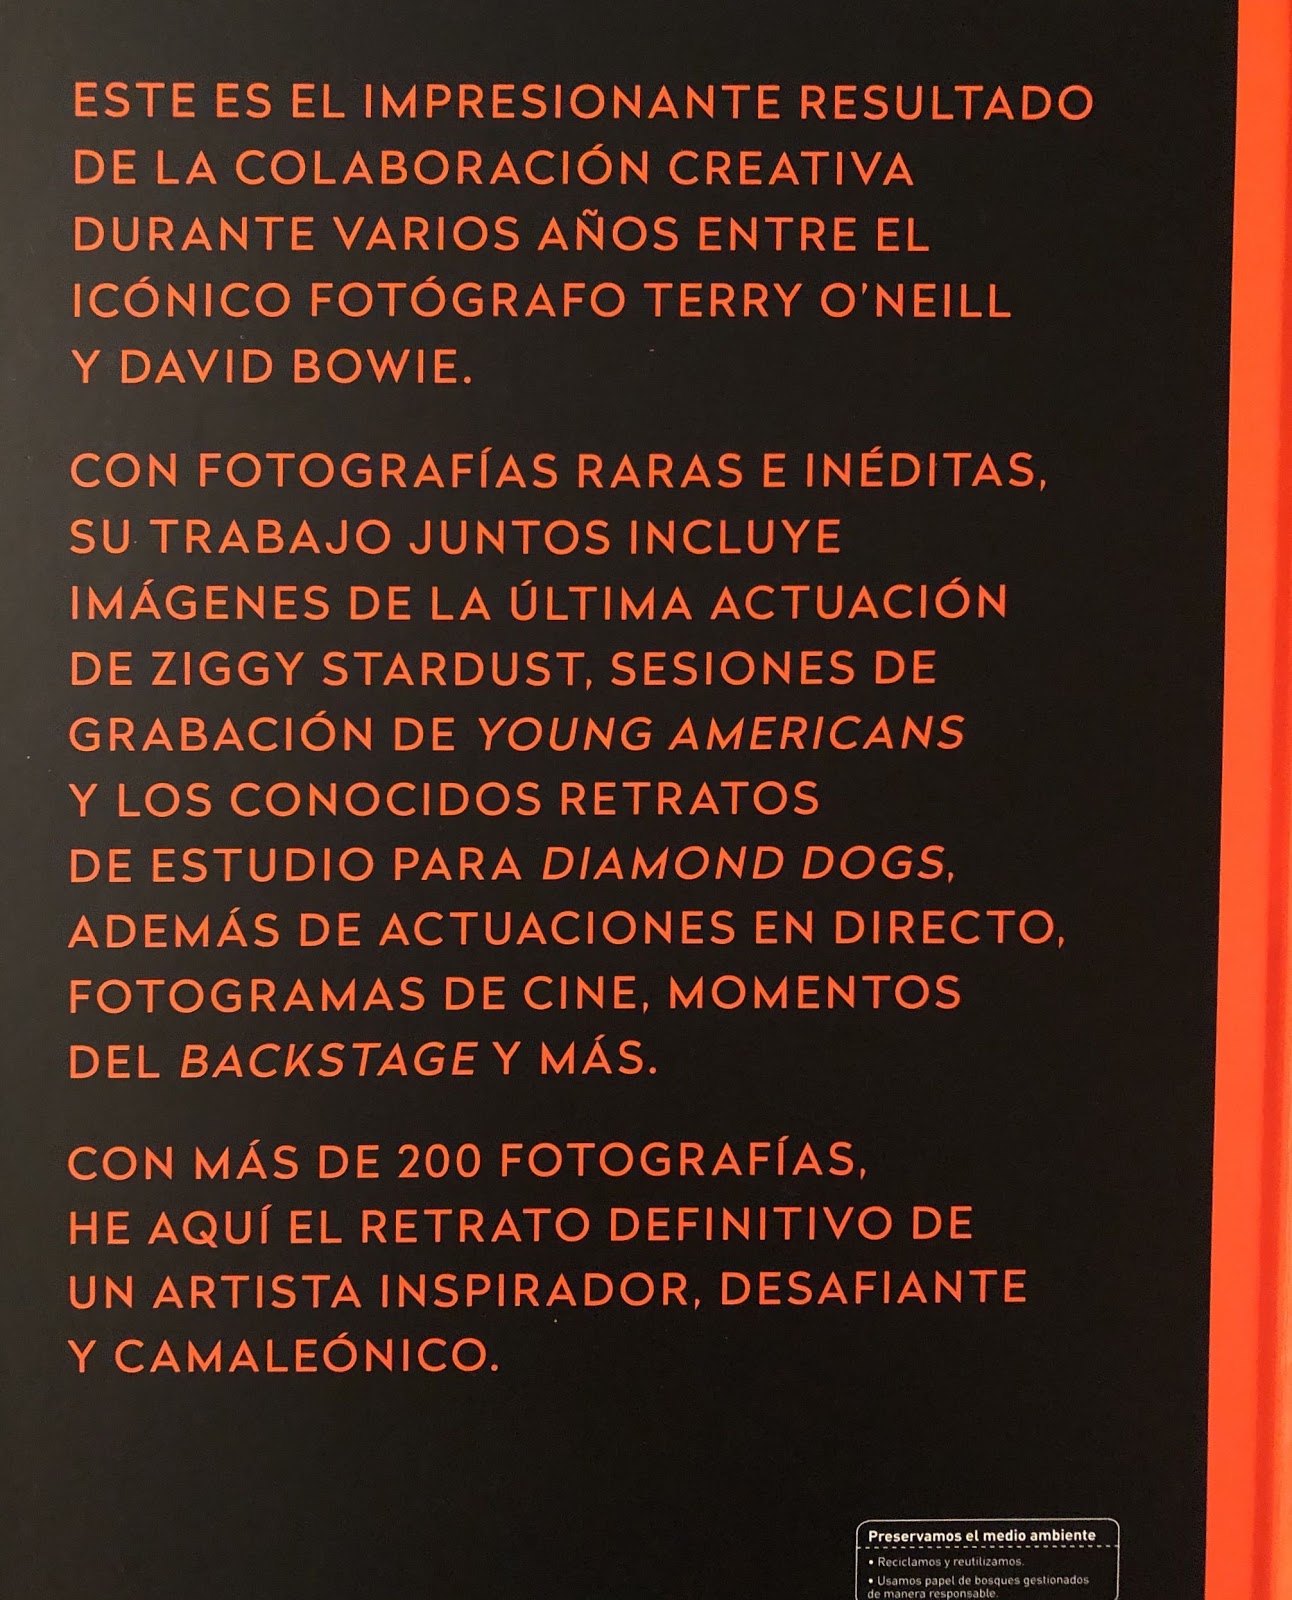 ESTE ES EL IMPRESIONANTE RESULTADO
DE LA COLABORACIÓN CREATIVA
DURANTE VARIOS AÑOS ENTRE EL
ICÓNICO FOTÓGRAFO TERRY O'NEILL
Y DAVID BOWIE.
CON FOTOGRAFÍAS RARAS E INÉDITAS,
SU TRABAJO JUNTOS INCLUYE
IMÁGENES DE LA ÚLTIMA ACTUACIÓN
DE ZIGGY STARDUST, SESIONES DE
GRABACIÓN DE YOUNG AMERICANS
Y LOS CONOCIDOS RETRATOS
DE ESTUDIO PARA DIAMOND DOGS,
ADEMÁS DE ACTUACIONES EN DIRECTO,
FOTOGRAMAS DE CINE, MOMENTOS
DEL BACKSTAGE Y MÁS.
CON MÁS DE 200 FOTOGRAFÍAS,
HE AQUÍ EL RETRATO DEFINITIVO DE
UN ARTISTA INSPIRADOR, DESAFIANTE
Y CAMALEÓNICO.
Preservamos el medio ambiente
• Reciclamos y reutilizamos.
• Usamos papel de bosques gestionados
de manera responsable.